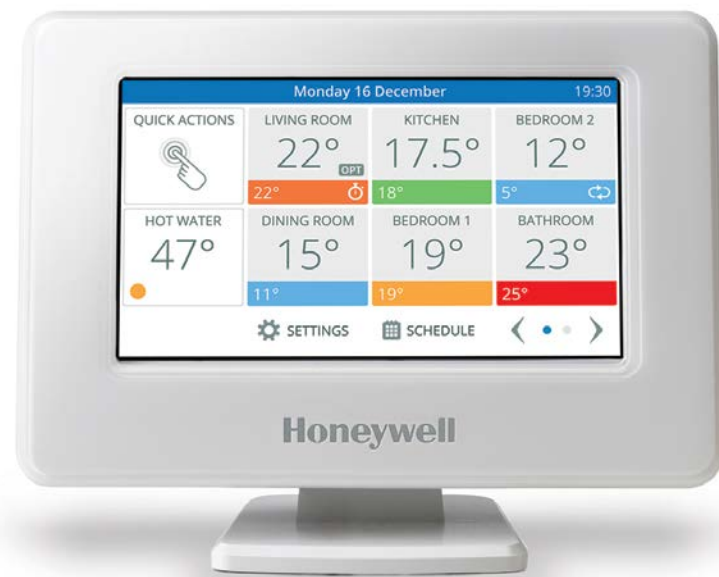 Monday 16 December 19:30
QUICK ACTIONS LIVING ROOM KITCHEN BEDROOM 2
22° OPT 17.5° 12°
22° 18° 5°
HOT WATER DINING ROOM BEDROOM 1 BATHROOM
47° 15° 19° 23°
11° 19° 25°
SETTINGS SCHEDULE
Honeywell